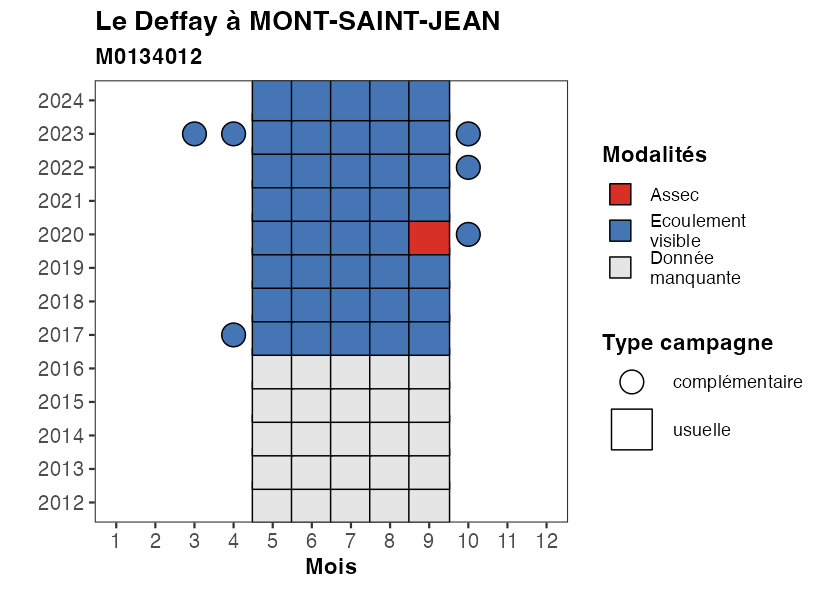 Le Deffay à MONT-SAINT-JEAN
M0134012
2024
2023
2022
2021
2020
2019
2018
2017
2016
2015
2014
2013
2012
1 2 3 4 5 6 7 8 9 10 11 12
Mois
Modalités
Assec
Ecoulement
visible
Donnée
manquante
Type campagne
complémentaire
usuelle